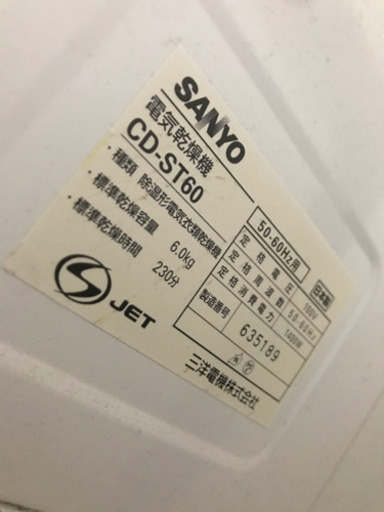 SANYO
電気乾燥機
CD-ST60
・種類 除湿形電気衣類乾燥機
・標準乾燥容量 6.0kg
・標準乾燥時間 230分
S JET
50-60Hz用
日本製
定格電圧 100V
定格周波数 50-60Hz
定格消費電力 1400W
製造番号 635189
三洋電機株式会社